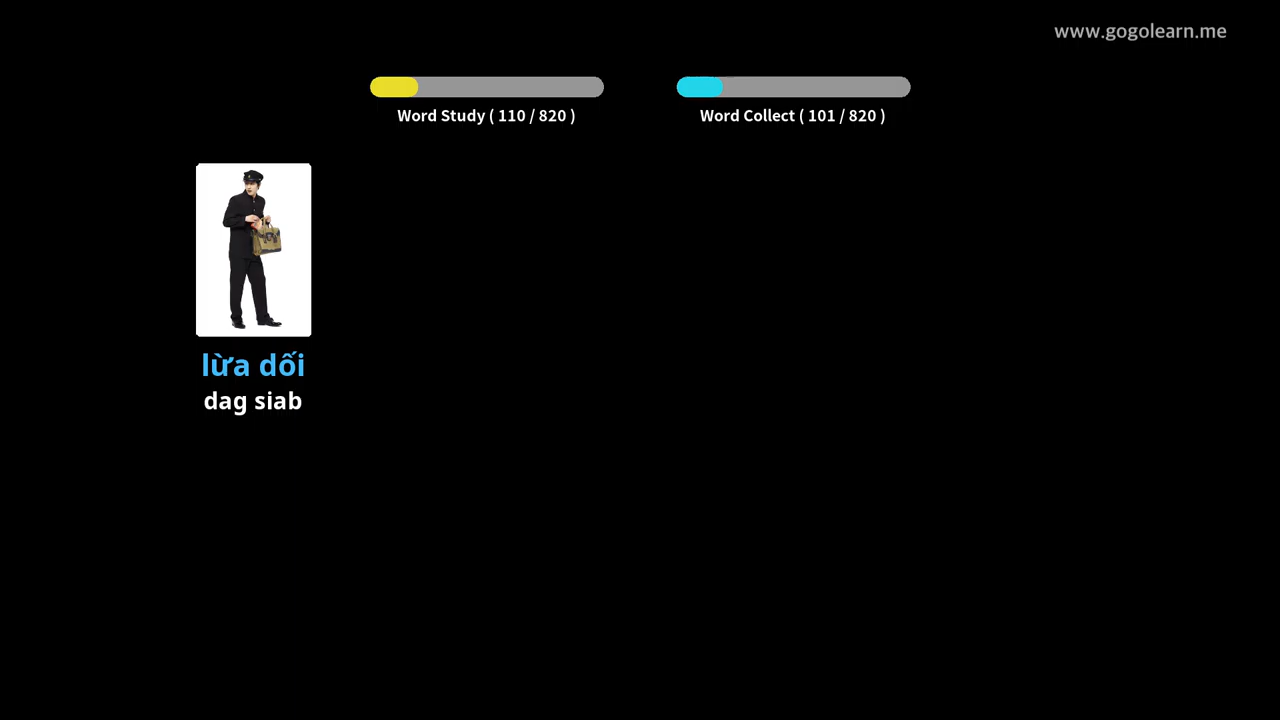 www.gogolearn.me
Word Study ( 110 / 820 )
Word Collect ( 101 / 820 )
lừa dối
dag siab